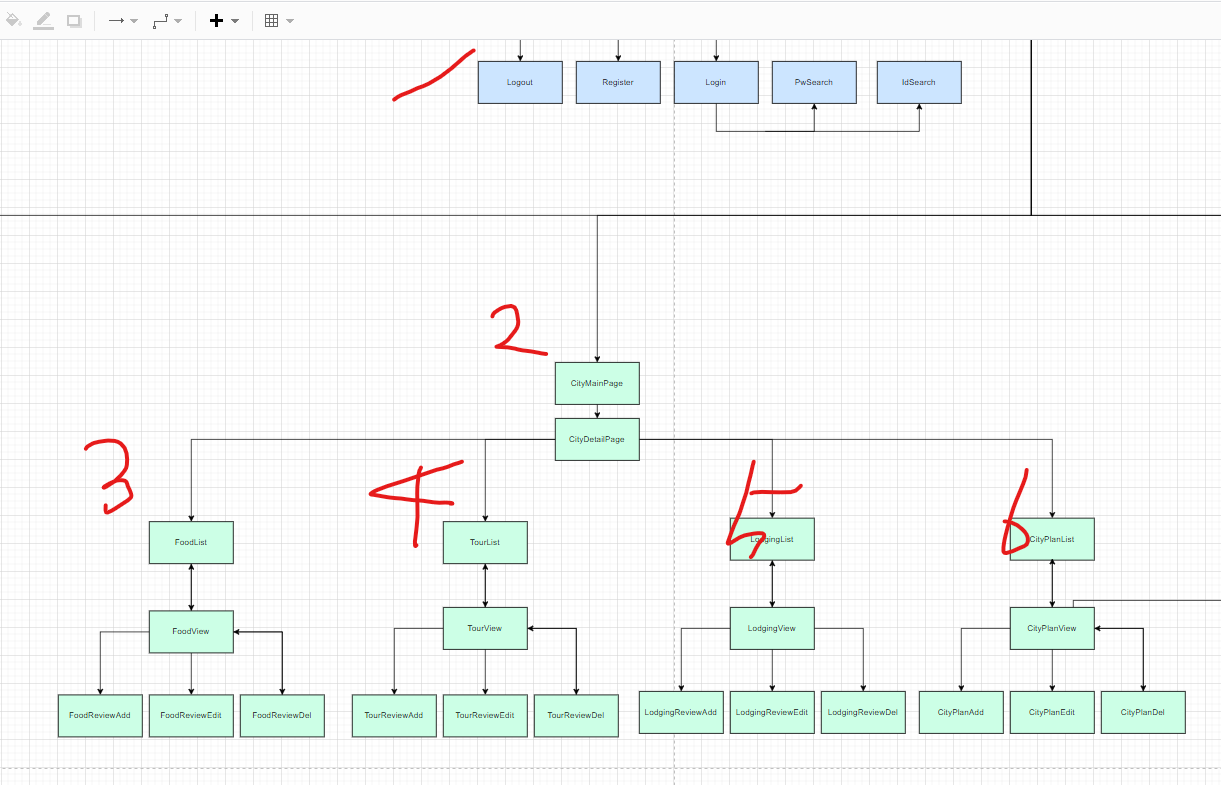 1
Logout Register Login PwSearch IdSearch
2
CityMainPage
CityDetailPage
3 4 5 6
FoodList TourList LodgingList CityPlanList
FoodView TourView LodgingView CityPlanView
FoodReviewAdd FoodReviewEdit FoodReviewDel TourReviewAdd TourReviewEdit TourReviewDel LodgingReviewAdd LodgingReviewEdit LodgingReviewDel CityPlanAdd CityPlanEdit CityPlanDel